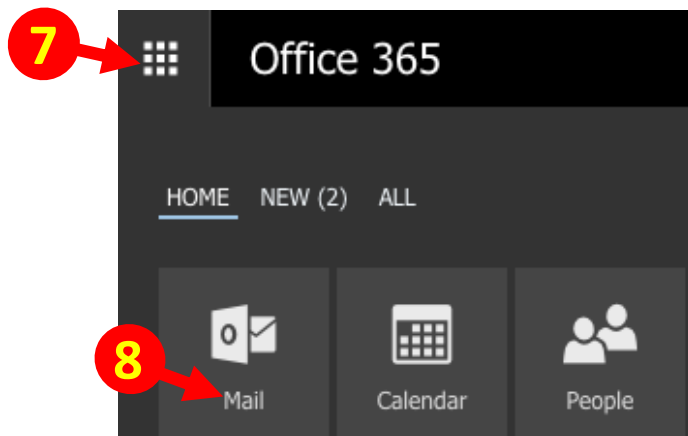 7
Office 365
HOME NEW (2) ALL
8
Mail Calendar People